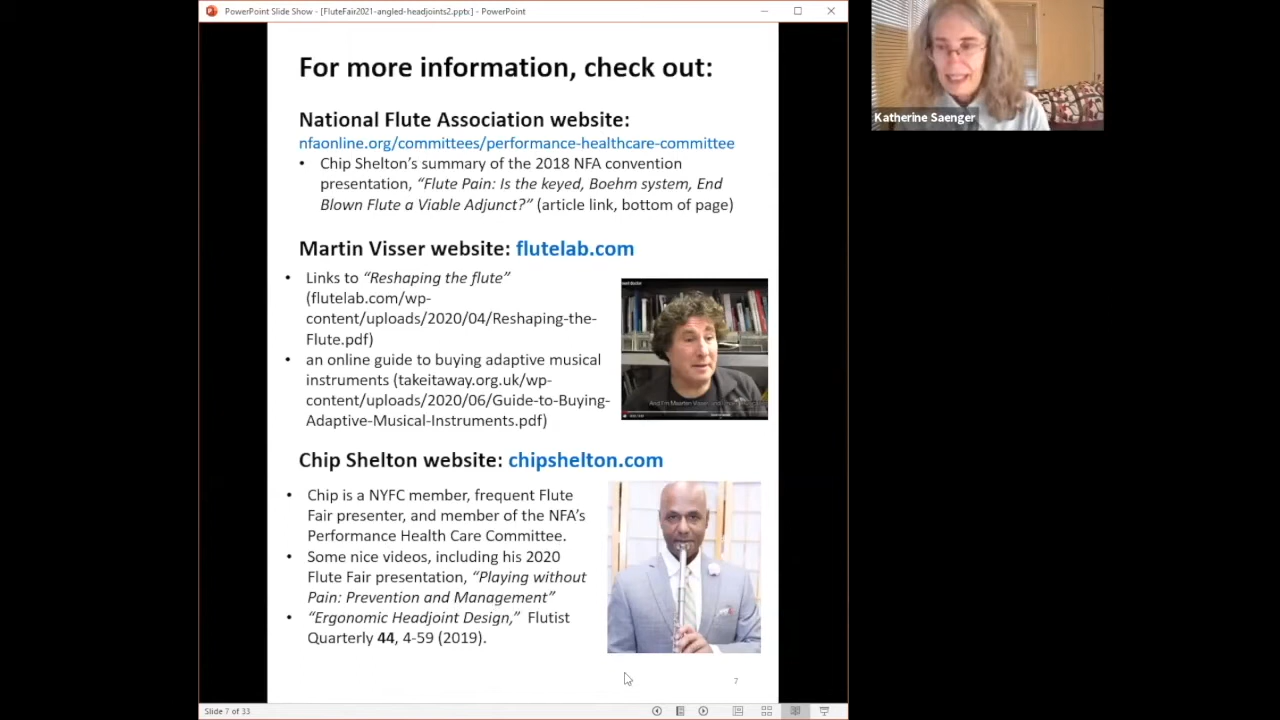 PowerPoint Slide Show - [FluteFair2021-angled-headjoints2.pptx] - PowerPoint
For more information, check out:
National Flute Association website:
nfaonline.org/committees/performance-healthcare-committee
• Chip Shelton's summary of the 2018 NFA convention
presentation, “Flute Pain: Is the keyed, Boehm system, End
Blown Flute a Viable Adjunct?” (article link, bottom of page)
Martin Visser website: flutelab.com
• Links to “Reshaping the flute”
(flutelab.com/wp-
content/uploads/2020/04/Reshaping-the-
Flute.pdf)
• an online guide to buying adaptive musical
instruments (takeitaway.org.uk/wp-
content/uploads/2020/06/Guide-to-Buying-
Adaptive-Musical-Instruments.pdf)
Chip Shelton website: chipshelton.com
• Chip is a NYFC member, frequent Flute
Fair presenter, and member of the NFA's
Performance Health Care Committee.
• Some nice videos, including his 2020
Flute Fair presentation, “Playing without
Pain: Prevention and Management”
• “Ergonomic Headjoint Design,” Flutist
Quarterly 44, 4-59 (2019).
7
Slide 7 of 33
Katherine Saenger